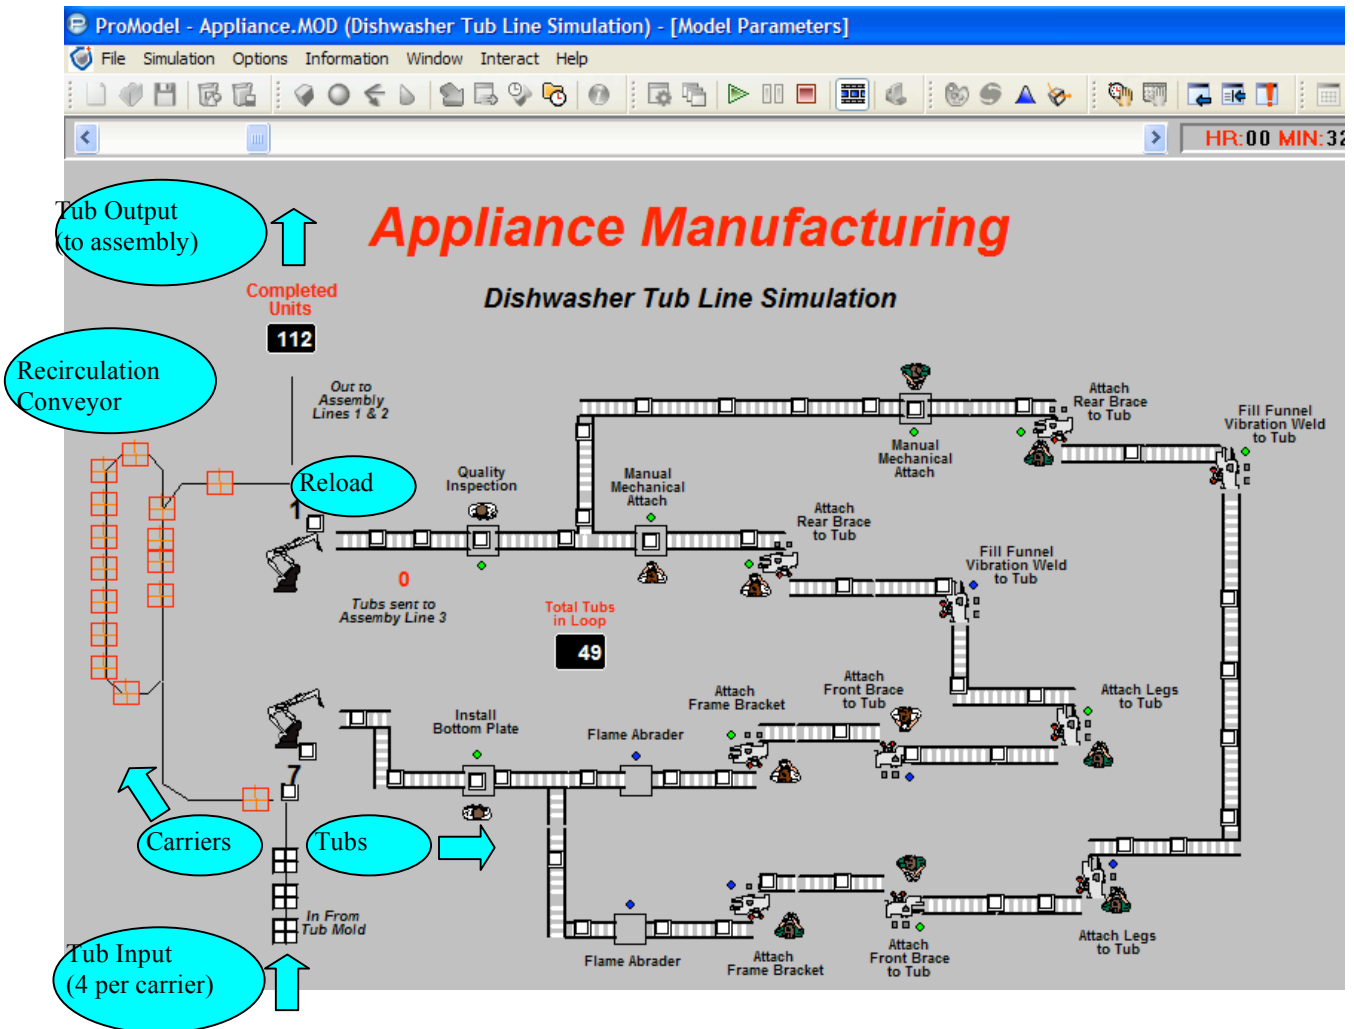 ProModel - Appliance.MOD (Dishwasher Tub Line Simulation) - [Model Parameters]
File Simulation Options Information Window Interact Help
HR:00 MIN:32
Tub Output
(to assembly)
Appliance Manufacturing
Dishwasher Tub Line Simulation
Completed
Units
112
Recirculation
Conveyor
Out to
Assembly
Lines 1 & 2
Reload
1
Quality
Inspection
Manual
Mechanical
Attach
Manual
Mechanical
Attach
Attach
Rear Brace
to Tub
Fill Funnel
Vibration Weld
to Tub
Attach
Rear Brace
to Tub
Fill Funnel
Vibration Weld
to Tub
0
Tubs sent to
Assemby Line 3
Total Tubs
in Loop
49
Install
Bottom Plate
Flame Abrader
Attach
Frame Bracket
Attach
Front Brace
to Tub
Attach Legs
to Tub
7
Carriers
Tubs
In From
Tub Mold
Tub Input
(4 per carrier)
Flame Abrader
Attach
Frame Bracket
Attach
Front Brace
to Tub
Attach Legs
to Tub